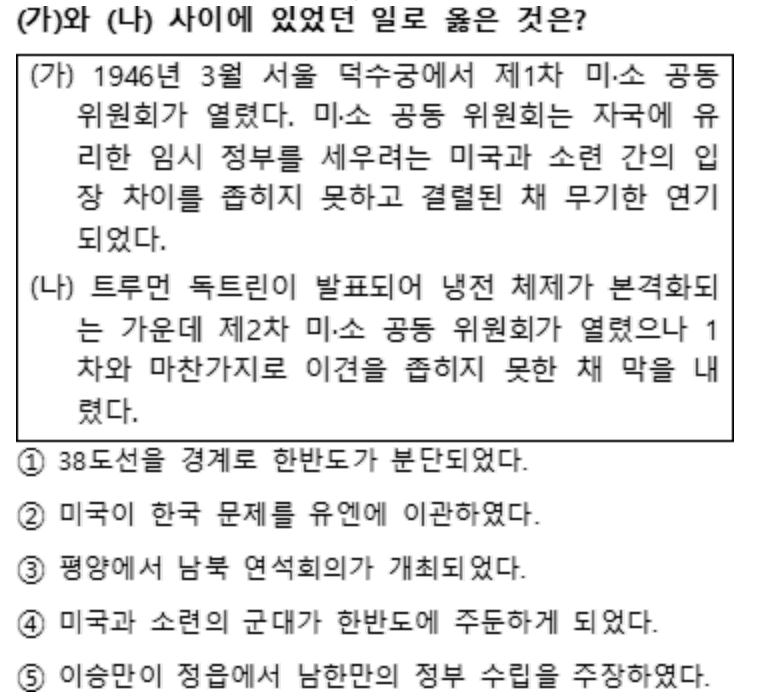 (가)와 (나) 사이에 있었던 일로 옳은 것은?
(가) 1946년 3월 서울 덕수궁에서 제1차 미·소 공동
위원회가 열렸다. 미·소 공동 위원회는 자국에 유
리한 임시 정부를 세우려는 미국과 소련 간의 입
장 차이를 좁히지 못하고 결렬된 채 무기한 연기
되었다.
(나) 트루먼 독트린이 발표되어 냉전 체제가 본격화되
는 가운데 제2차 미·소 공동 위원회가 열렸으나 1
차와 마찬가지로 이견을 좁히지 못한 채 막을 내
렸다.
① 38도선을 경계로 한반도가 분단되었다.
② 미국이 한국 문제를 유엔에 이관하였다.
③ 평양에서 남북 연석회의가 개최되었다.
④ 미국과 소련의 군대가 한반도에 주둔하게 되었다.
⑤ 이승만이 정읍에서 남한만의 정부 수립을 주장하였다.